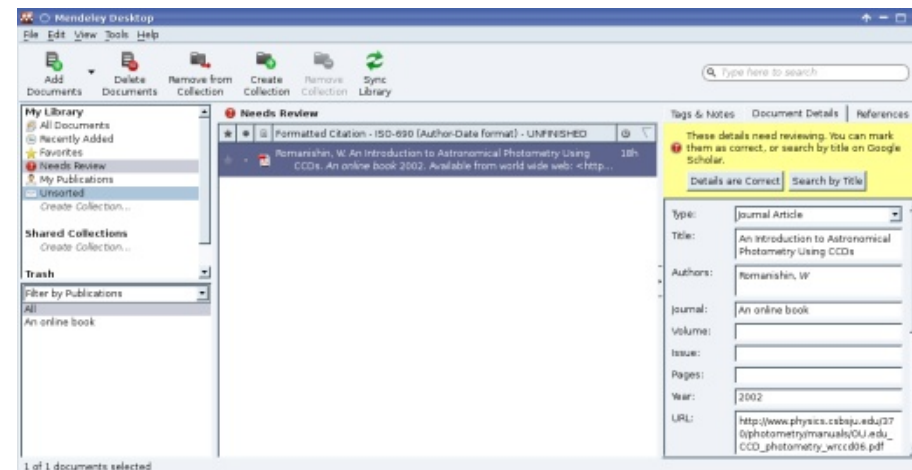 Mendeley Desktop
File Edit View Tools Help
Add Documents
Delete Documents
Remove from Collection
Create Collection
Remove Collection
Sync Library
Type here to search
My Library
All Documents
Recently Added
Favorites
Needs Review
My Publications
Unsorted
Create Collection...
Shared Collections
Create Collection...
Trash
Filter by Publications
All
An online book
Needs Review
Formatted Citation - ISO-690 (Author-Date format) - UNFINISHED
Romanishin, W. An Introduction to Astronomical Photometry Using
CCDs. An online book 2002. Available from world wide web: <http...
18h
Tags & Notes Document Details References
These details need reviewing. You can mark
them as correct, or search by title on Google
Scholar.
Details are Correct Search by Title
Type: Journal Article
Title: An Introduction to Astronomical
Photometry Using CCDs
Authors: Romanishin, W
Journal: An online book
Volume:
Issue:
Pages:
Year: 2002
URL: http://www.physics.csbsju.edu/37
0/photometry/manuals/OU.edu_
CCD_photometry_wrccd06.pdf
1 of 1 documents selected